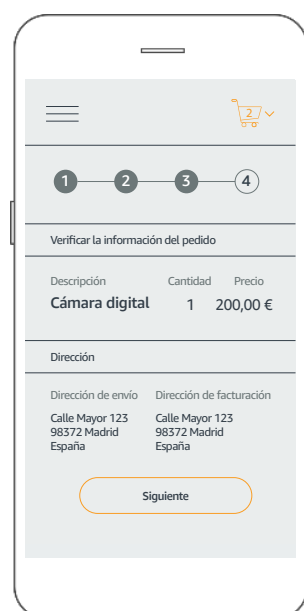 2
1 2 3 4
Verificar la información del pedido
Descripción Cantidad Precio
Cámara digital 1 200,00 €
Dirección
Dirección de envío Dirección de facturación
Calle Mayor 123 Calle Mayor 123
98372 Madrid 98372 Madrid
España España
Siguiente